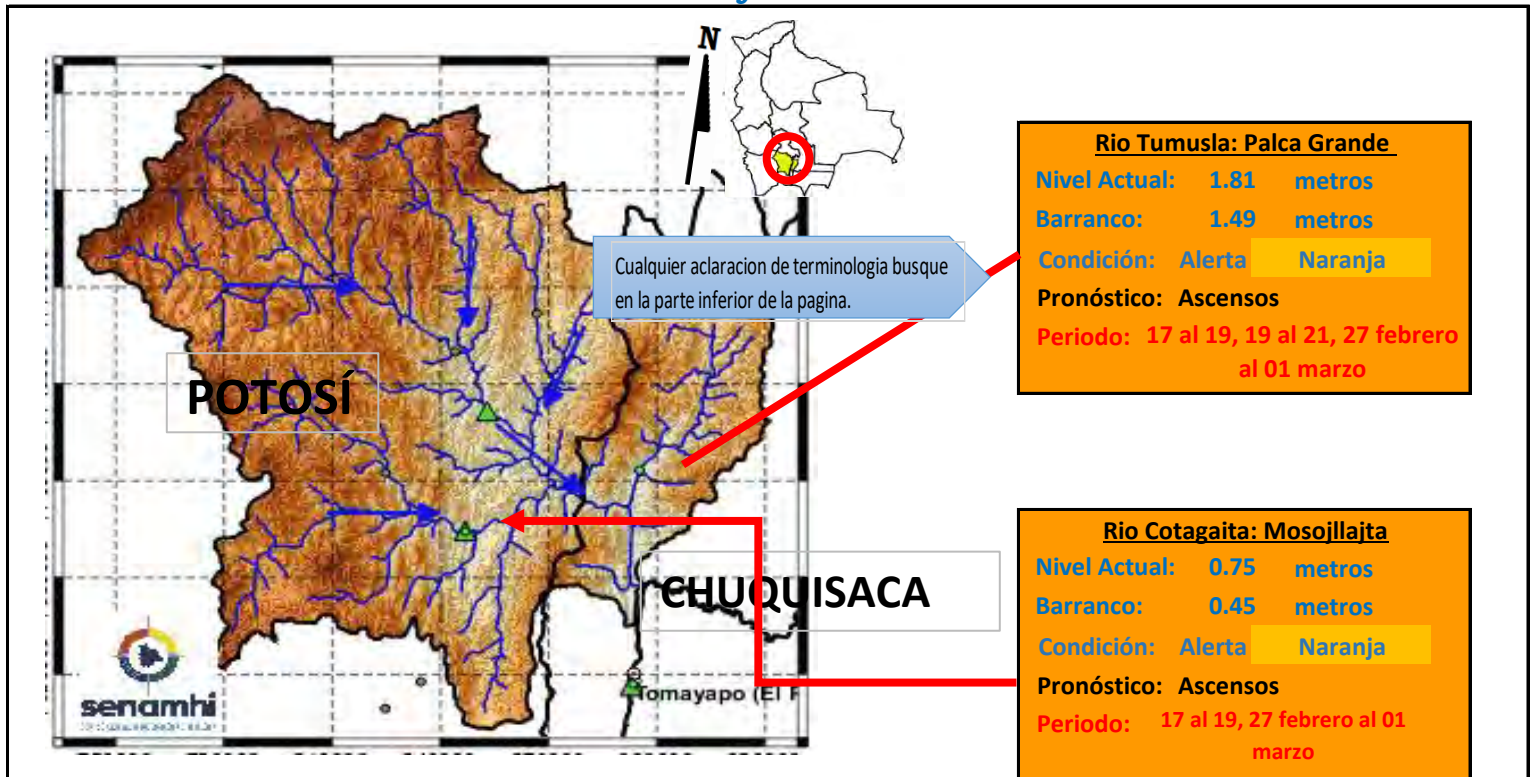 N
Cualquier aclaracion de terminologia busque
en la parte inferior de la pagina.
POTOSÍ
CHUQUISACA
senamhi
Tomayapo (El
Rio Tumusla: Palca Grande
Nivel Actual: 1.81 metros
Barranco: 1.49 metros
Condición: Alerta Naranja
Pronóstico: Ascensos
Periodo: 17 al 19, 19 al 21, 27 febrero
al 01 marzo
Rio Cotagaita: Mosojllajta
Nivel Actual: 0.75 metros
Barranco: 0.45 metros
Condición: Alerta Naranja
Pronóstico: Ascensos
Periodo: 17 al 19, 27 febrero al 01
marzo